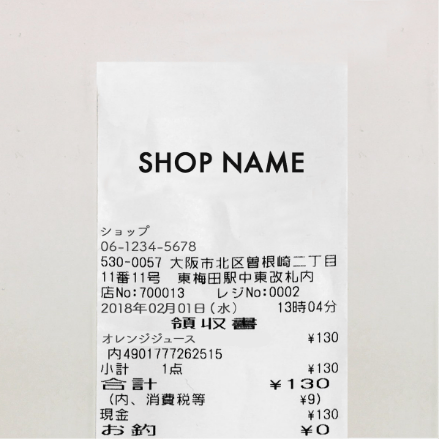 SHOP NAME
ショップ
06-1234-5678
530-0057 大阪市北区曽根崎二丁目
11番11号 東梅田駅中東改札内
店No:700013 レジNo:0002
2018年02月01日(水) 13時04分
領収書
オレンジジュース ¥130
内4901777262515
小計 1点 ¥130
合計 ¥130
(内、消費税等 ¥9)
現金 ¥130
お釣 ¥0